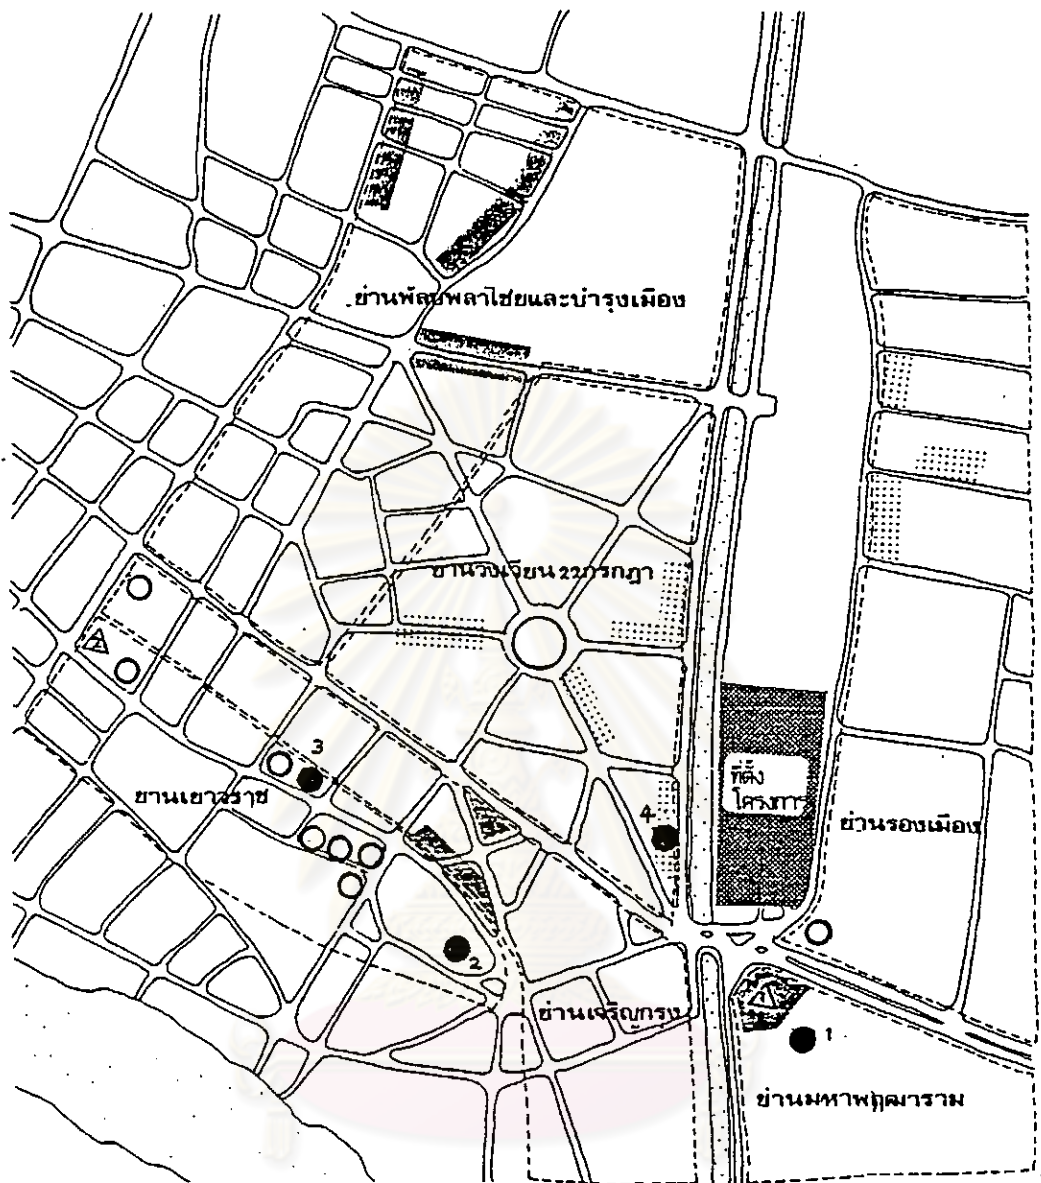 ย่านพลับพลาไชยและบำรุงเมือง
ย่านวงเวียน 22กรกฎา
2
3
ย่านเยาวราช
ที่ตั้ง
โครงการ
4
ย่านรองเมือง
2
ย่านเจริญกรุง
1
1
ย่านมหาพฤฒาราม